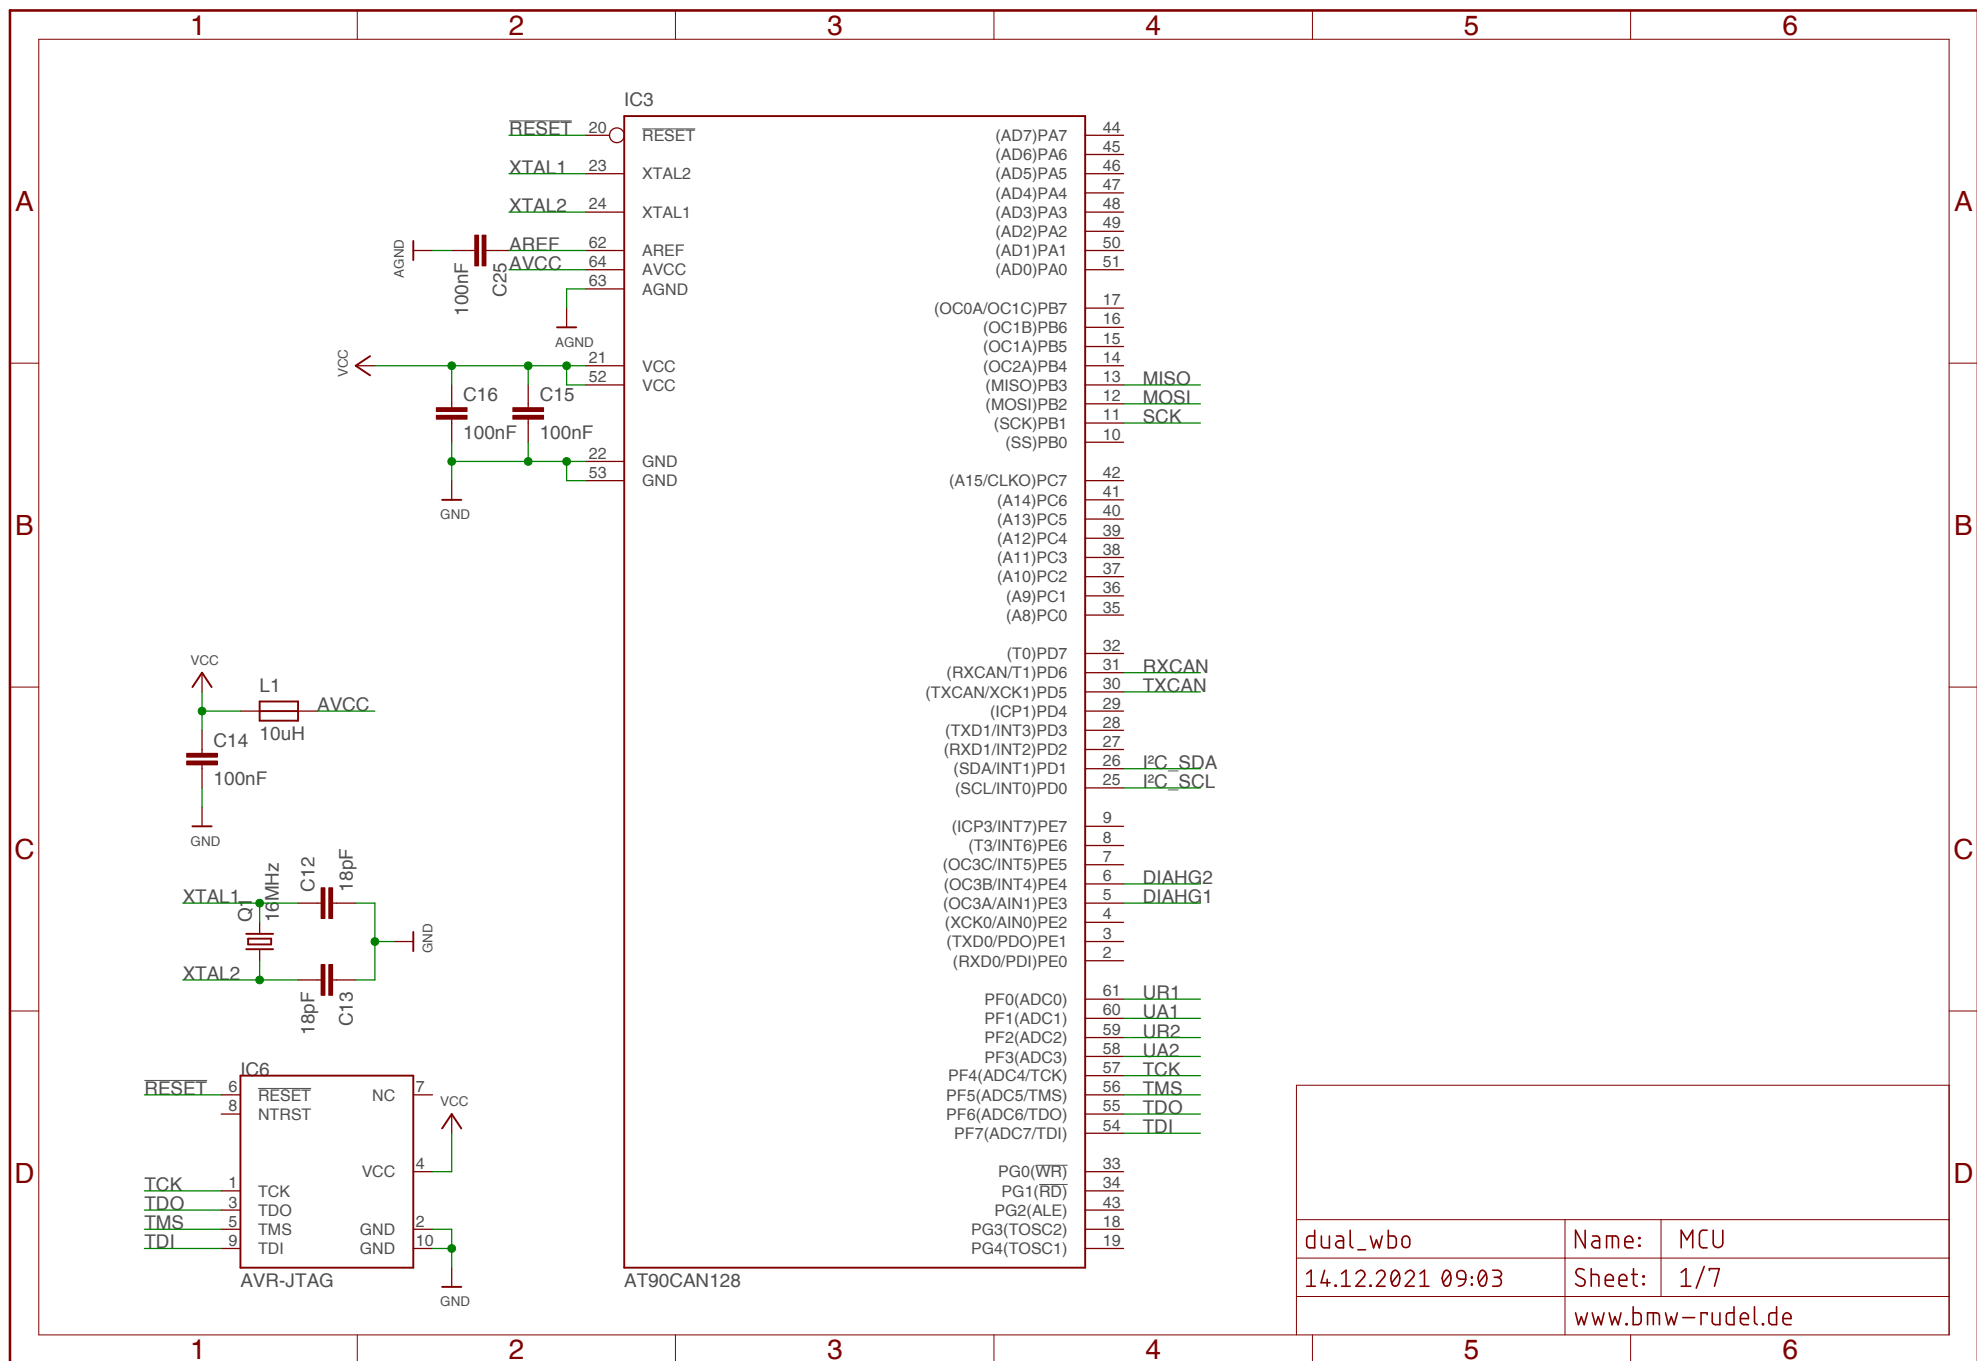 1 2 3 4 5 6
A A
B B
C C
D D
IC3
RESET 20 RESET
XTAL1 23 XTAL2
XTAL2 24 XTAL1
AREF 62 AREF
AVCC 64 AVCC
63 AGND
AGND
100nF
C25
AGND
VCC
21 VCC
52 VCC
C16
100nF
C15
100nF
22 GND
53 GND
GND
(AD7)PA7 44
(AD6)PA6 45
(AD5)PA5 46
(AD4)PA4 47
(AD3)PA3 48
(AD2)PA2 49
(AD1)PA1 50
(AD0)PA0 51
(OC0A/OC1C)PB7 17
(OC1B)PB6 16
(OC1A)PB5 15
(OC2A)PB4 14
(MISO)PB3 13 MISO
(MOSI)PB2 12 MOSI
(SCK)PB1 11 SCK
(SS)PB0 10
(A15/CLKO)PC7 42
(A14)PC6 41
(A13)PC5 40
(A12)PC4 39
(A11)PC3 38
(A10)PC2 37
(A9)PC1 36
(A8)PC0 35
(T0)PD7 32
(RXCAN/T1)PD6 31 RXCAN
(TXCAN/XCK1)PD5 30 TXCAN
(ICP1)PD4 29
(TXD1/INT3)PD3 28
(RXD1/INT2)PD2 27
(SDA/INT1)PD1 26 I²C_SDA
(SCL/INT0)PD0 25 I²C_SCL
(ICP3/INT7)PE7 9
(T3/INT6)PE6 8
(OC3C/INT5)PE5 7
(OC3B/INT4)PE4 6 DIAHG2
(OC3A/AIN1)PE3 5 DIAHG1
(XCK0/AIN0)PE2 4
(TXD0/PDO)PE1 3
(RXD0/PDI)PE0 2
PF0(ADC0) 61 UR1
PF1(ADC1) 60 UA1
PF2(ADC2) 59 UR2
PF3(ADC3) 58 UA2
PF4(ADC4/TCK) 57 TCK
PF5(ADC5/TMS) 56 TMS
PF6(ADC6/TDO) 55 TDO
PF7(ADC7/TDI) 54 TDI
PG0(WR) 33
PG1(RD) 34
PG2(ALE) 43
PG3(TOSC2) 18
PG4(TOSC1) 19
AT90CAN128
VCC
L1
AVCC
10uH
C14
100nF
GND
XTAL1
Q1
16MHz
C12
18pF
GND
XTAL2
18pF
C13
IC6
RESET 6 RESET
8 NTRST
NC 7
VCC
VCC 4
TCK 1 TCK
TDO 3 TDO
TMS 5 TMS
TDI 9 TDI
GND 2
GND 10
AVR-JTAG
GND
dual_wbo
Name: MCU
14.12.2021 09:03
Sheet: 1/7
www.bmw-rudel.de
1 2 3 4 5 6